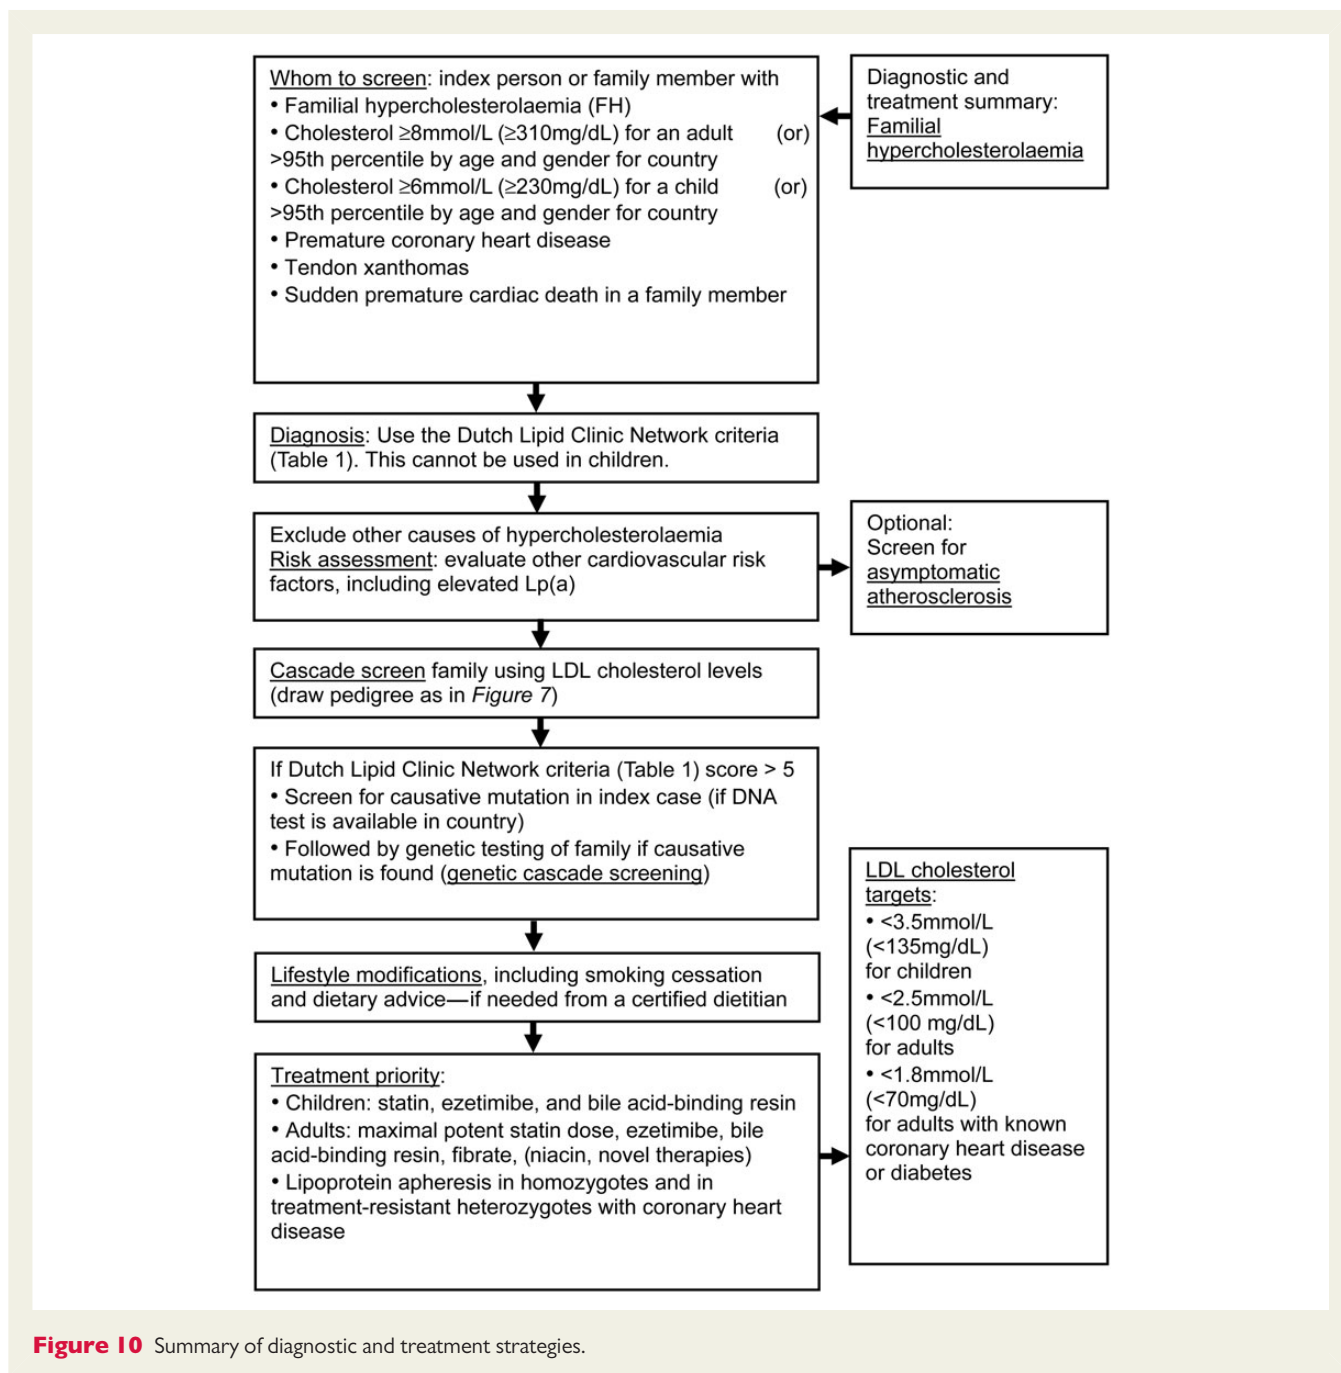 Diagnostic and
treatment summary:
Familial
hypercholesterolaemia
Whom to screen: index person or family member with
• Familial hypercholesterolaemia (FH)
• Cholesterol ≥8mmol/L (≥310mg/dL) for an adult (or)
>95th percentile by age and gender for country
• Cholesterol ≥6mmol/L (≥230mg/dL) for a child (or)
>95th percentile by age and gender for country
• Premature coronary heart disease
• Tendon xanthomas
• Sudden premature cardiac death in a family member
Diagnosis: Use the Dutch Lipid Clinic Network criteria
(Table 1). This cannot be used in children.
Exclude other causes of hypercholesterolaemia
Risk assessment: evaluate other cardiovascular risk
factors, including elevated Lp(a)
Optional:
Screen for
asymptomatic
atherosclerosis
Cascade screen family using LDL cholesterol levels
(draw pedigree as in Figure 7)
If Dutch Lipid Clinic Network criteria (Table 1) score > 5
• Screen for causative mutation in index case (if DNA
test is available in country)
• Followed by genetic testing of family if causative
mutation is found (genetic cascade screening)
Lifestyle modifications, including smoking cessation
and dietary advice—if needed from a certified dietitian
Treatment priority:
• Children: statin, ezetimibe, and bile acid-binding resin
• Adults: maximal potent statin dose, ezetimibe, bile
acid-binding resin, fibrate, (niacin, novel therapies)
• Lipoprotein apheresis in homozygotes and in
treatment-resistant heterozygotes with coronary heart
disease
LDL cholesterol
targets:
• <3.5mmol/L
(<135mg/dL)
for children
• <2.5mmol/L
(<100 mg/dL)
for adults
• <1.8mmol/L
(<70mg/dL)
for adults with known
coronary heart disease
or diabetes
Figure 10 Summary of diagnostic and treatment strategies.